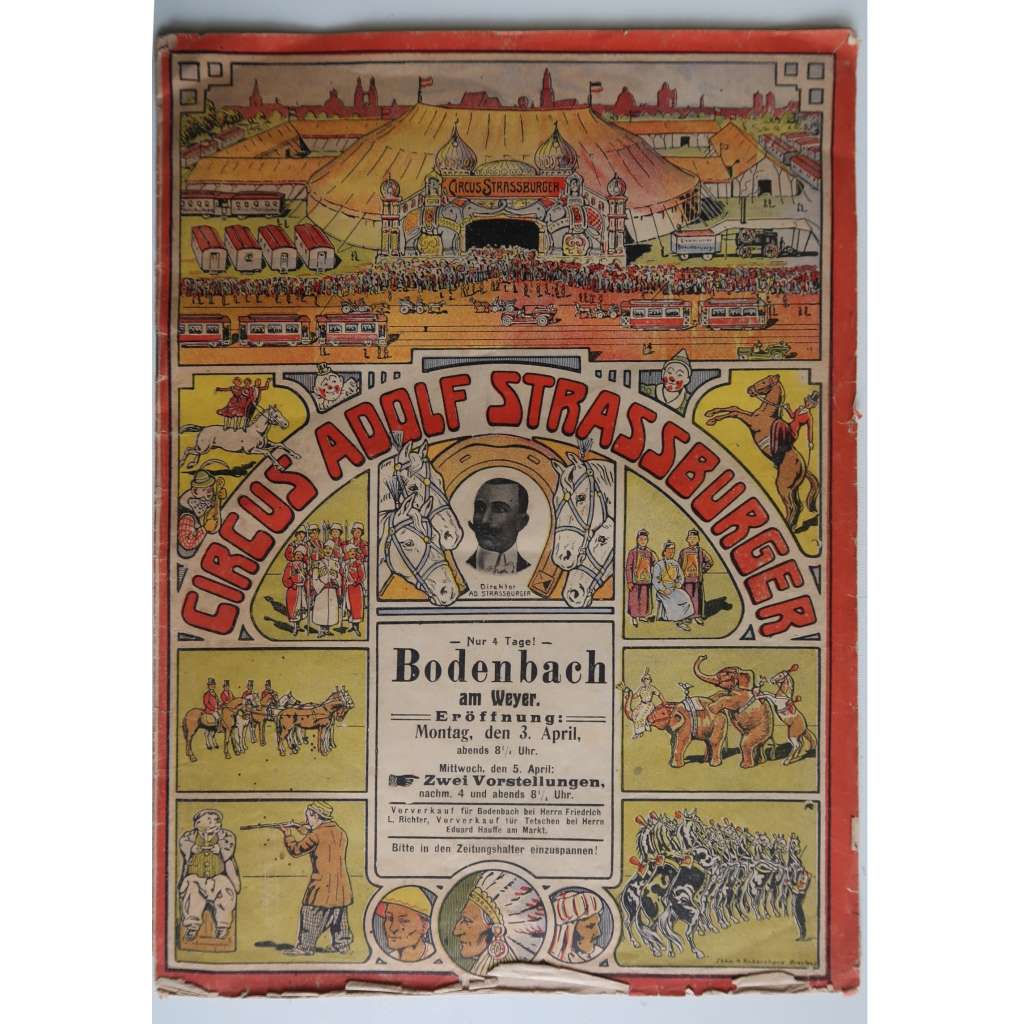 CIRCUS STRASSBURGER
CIRCUS ADOLF STRASSBURGER
Direktor
AD. STRASSBURGER
— Nur 4 Tage! —
Bodenbach
am Weyer.
Eröffnung:
Montag, den 3. April,
abends 8¼ Uhr.
Mittwoch, den 5. April:
Zwei Vorstellungen,
nachm. 4 und abends 8¼ Uhr.
Vorverkauf für Bodenbach bei Herrn Friedrich
L. Richter, Vorverkauf für Tetschen bei Herrn
Eduard Hauffe am Markt.
Bitte in den Zeitungshalter einzuspannen!